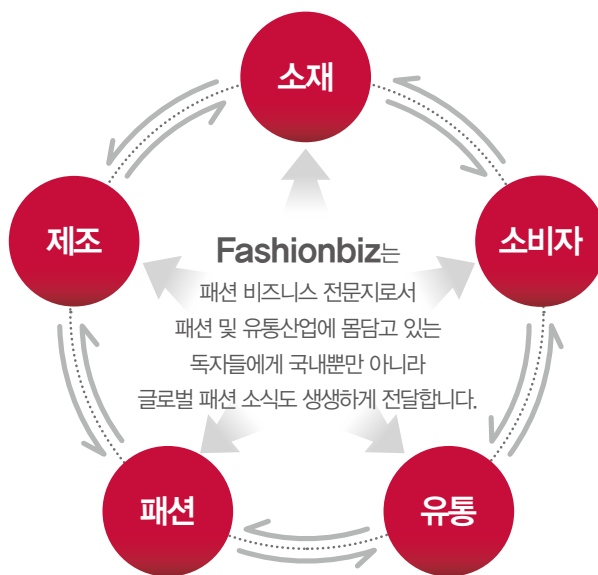 소재
제조
소비자
Fashionbiz는
패션 비즈니스 전문지로서
패션 및 유통산업에 몸담고 있는
독자들에게 국내뿐만 아니라
글로벌 패션 소식도 생생하게 전달합니다.
패션
유통